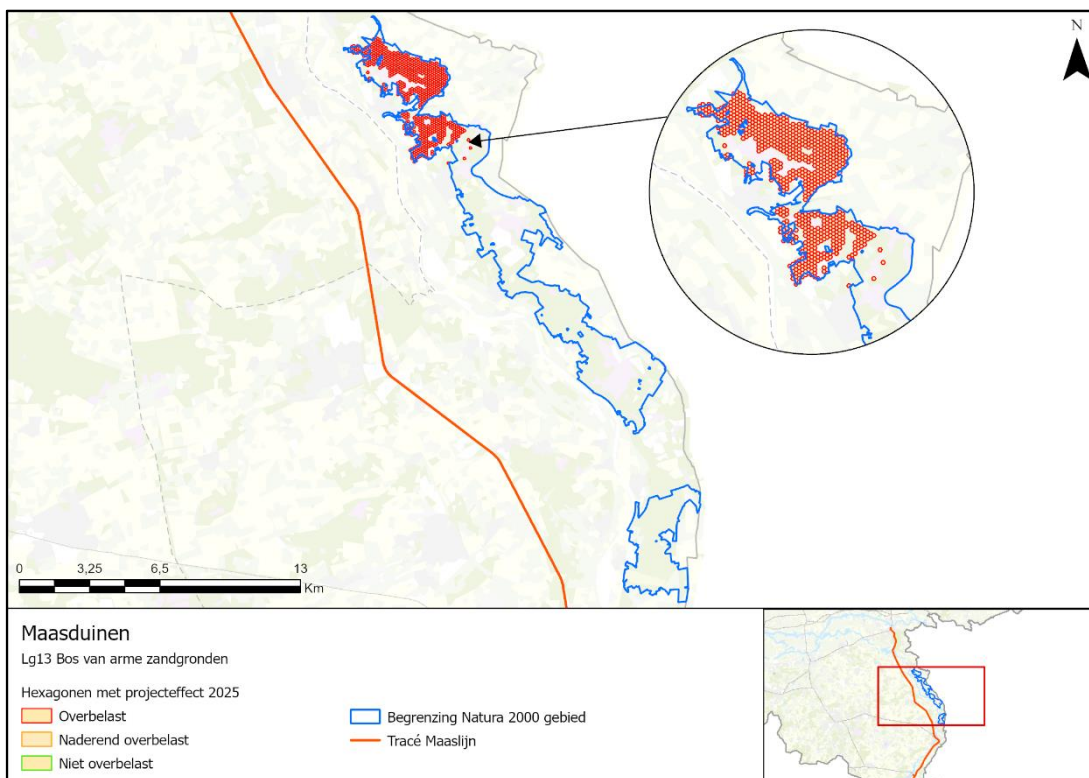 N
0 3,25 6,5 13
Km
Maasduinen
Lg13 Bos van arme zandgronden
Hexagonen met projecteffect 2025
Overbelast
Naderend overbelast
Niet overbelast
Begrenzing Natura 2000 gebied
Tracé Maaslijn